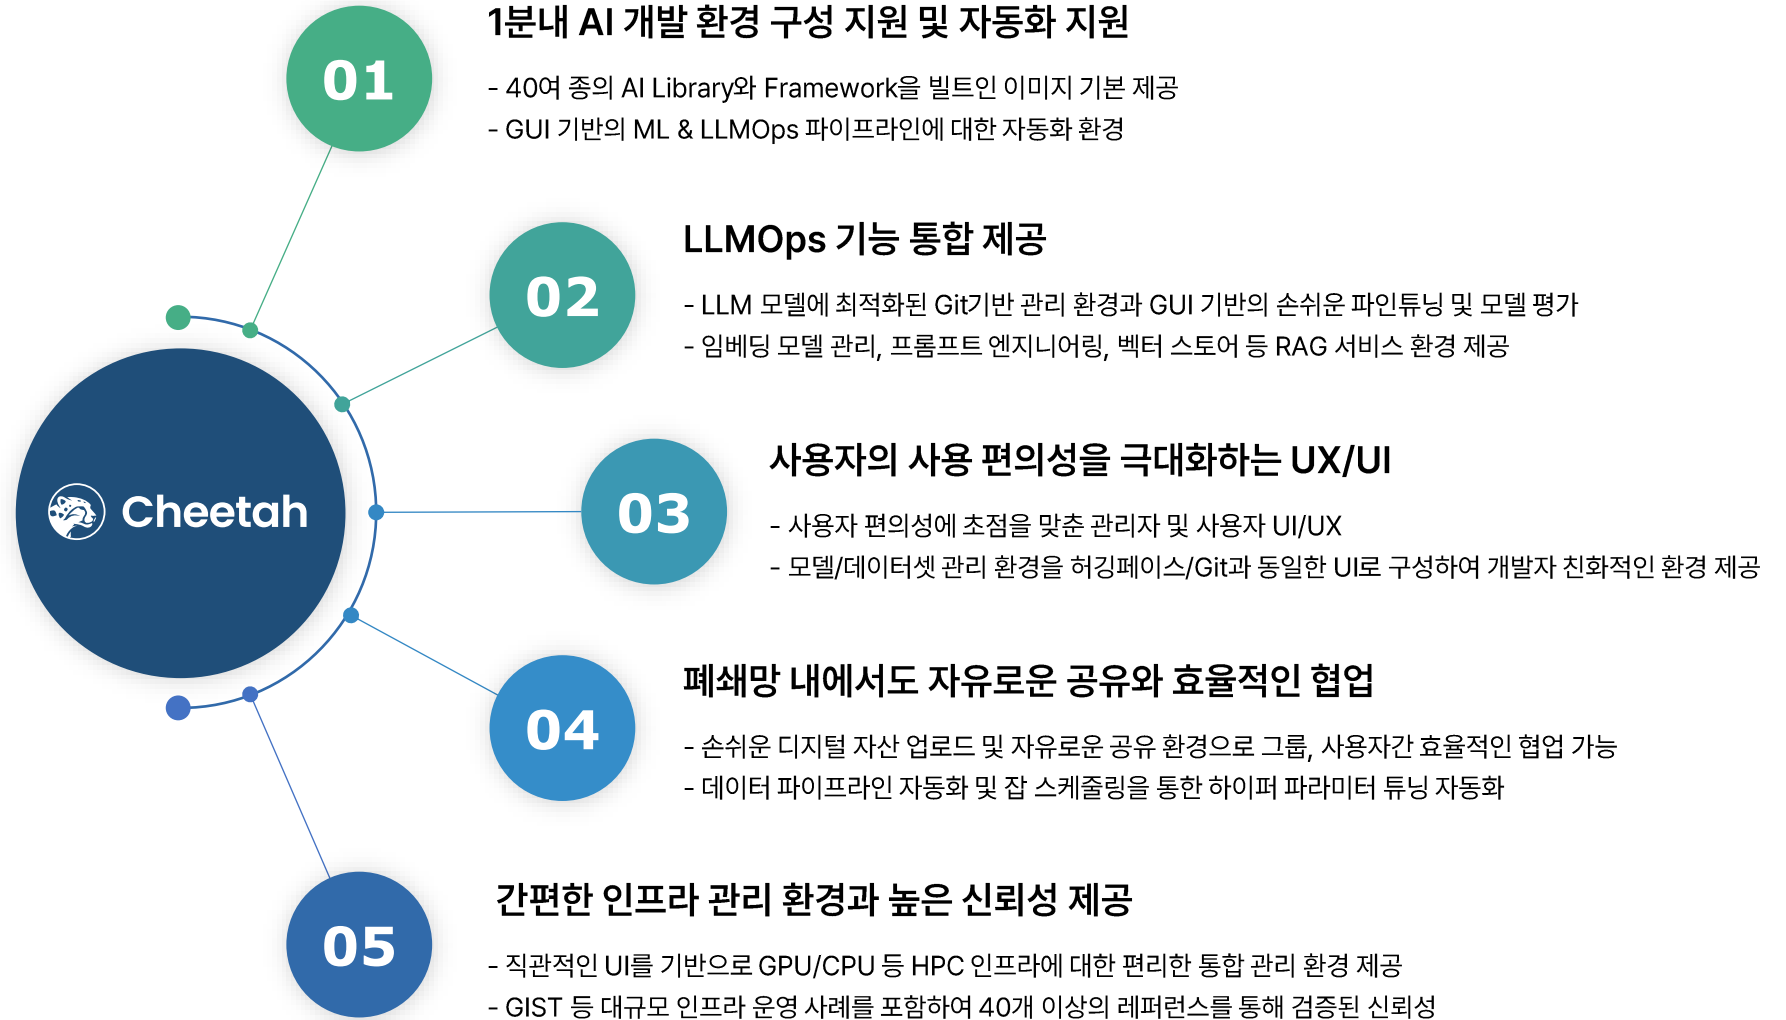 01
1분내 AI 개발 환경 구성 지원 및 자동화 지원
- 40여 종의 AI Library와 Framework을 빌트인 이미지 기본 제공
- GUI 기반의 ML & LLMOps 파이프라인에 대한 자동화 환경
02
LLMOps 기능 통합 제공
- LLM 모델에 최적화된 Git기반 관리 환경과 GUI 기반의 손쉬운 파인튜닝 및 모델 평가
- 임베딩 모델 관리, 프롬프트 엔지니어링, 벡터 스토어 등 RAG 서비스 환경 제공
Cheetah
03
사용자의 사용 편의성을 극대화하는 UX/UI
- 사용자 편의성에 초점을 맞춘 관리자 및 사용자 UI/UX
- 모델/데이터셋 관리 환경을 허깅페이스/Git과 동일한 UI로 구성하여 개발자 친화적인 환경 제공
04
폐쇄망 내에서도 자유로운 공유와 효율적인 협업
- 손쉬운 디지털 자산 업로드 및 자유로운 공유 환경으로 그룹, 사용자간 효율적인 협업 가능
- 데이터 파이프라인 자동화 및 잡 스케줄링을 통한 하이퍼 파라미터 튜닝 자동화
05
간편한 인프라 관리 환경과 높은 신뢰성 제공
- 직관적인 UI를 기반으로 GPU/CPU 등 HPC 인프라에 대한 편리한 통합 관리 환경 제공
- GIST 등 대규모 인프라 운영 사례를 포함하여 40개 이상의 레퍼런스를 통해 검증된 신뢰성